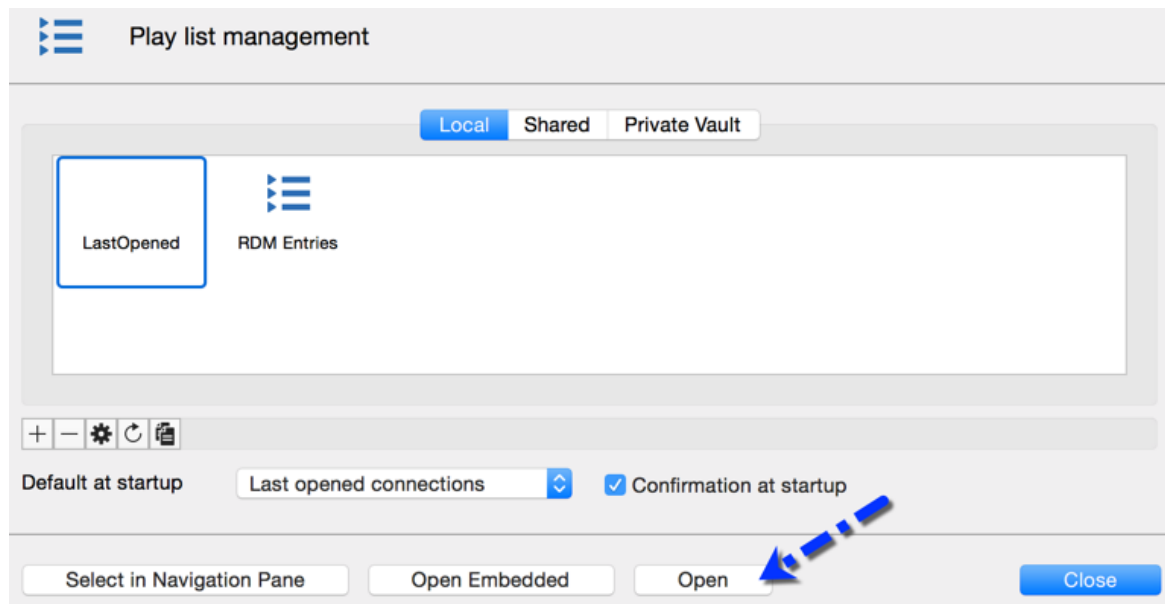 Play list management
Local Shared Private Vault
LastOpened RDM Entries
Default at startup Last opened connections Confirmation at startup
Select in Navigation Pane Open Embedded Open Close